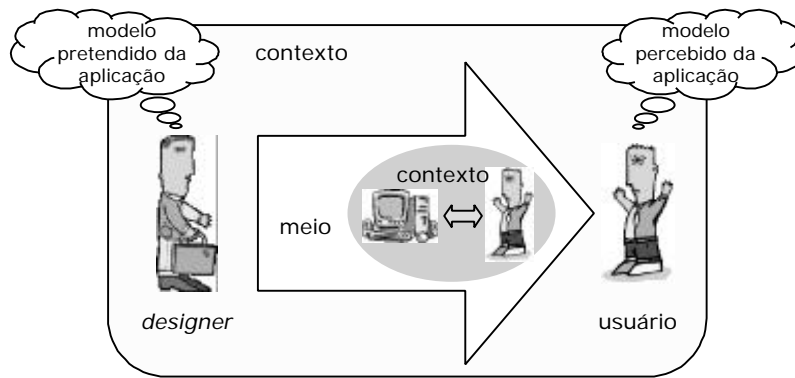 modelo
pretendido da
aplicação
contexto
modelo
percebido da
aplicação
contexto
meio
designer
usuário